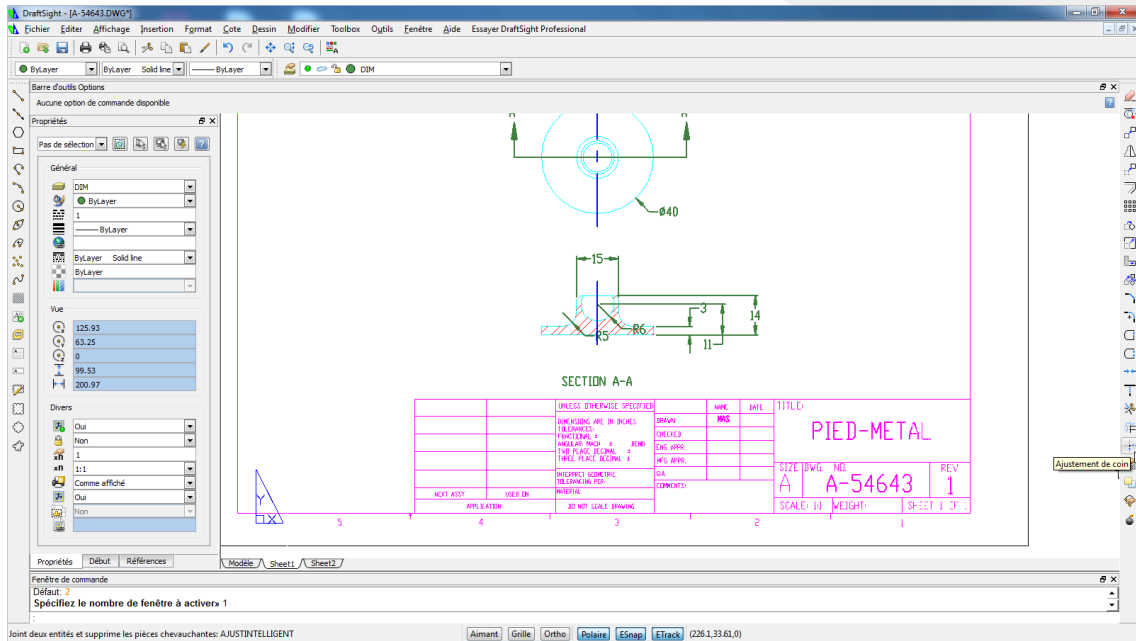 DraftSight - [A-54643.DWG*]
Fichier Editer Affichage Insertion Format Cote Dessin Modifier Toolbox Outils Fenêtre Aide Essayer DraftSight Professional
ByLayer ByLayer Solid line ByLayer DIM
Barre d'outils Options
Aucune option de commande disponible
Propriétés
Pas de sélection
Général
DIM
ByLayer
1
ByLayer
ByLayer Solid line
ByLayer
Vue
125.93
63.25
0
99.53
200.97
Divers
Oui
Non
1
1:1
Comme affiché
Oui
Non
Propriétés Début Références
Ø40
15
3
14
R6
R5
11
SECTION A-A
UNLESS OTHERWISE SPECIFIED
DIMENSIONS ARE IN INCHES
TOLERANCES:
FRACTIONAL ±
ANGULAR MACH ± BEND
TWO PLACE DECIMAL ±
THREE PLACE DECIMAL ±
INTERPRET GEOMETRIC
TOLERANCING PER:
MATERIAL
NEXT ASSY USED ON
APPLICATION DO NOT SCALE DRAWING
NAME DATE
DRAWN MAS
CHECKED
ENG APPR.
MFG APPR.
Q.A.
COMMENTS:
TITLE:
PIED-METAL
SIZE DWG. NO. REV
A A-54643 1
SCALE: 1:1 WEIGHT: SHEET 1 OF
5 4 3 2 1
Y
X
Ajustement de coin
Modèle Sheet1 Sheet2
Fenêtre de commande
Défaut: 2
Spécifiez le nombre de fenêtre à activer» 1
:
Joint deux entités et supprime les pièces chevauchantes: AJUSTINTELLIGENT Aimant Grille Ortho Polaire ESnap ETrack (226.1,33.61,0)